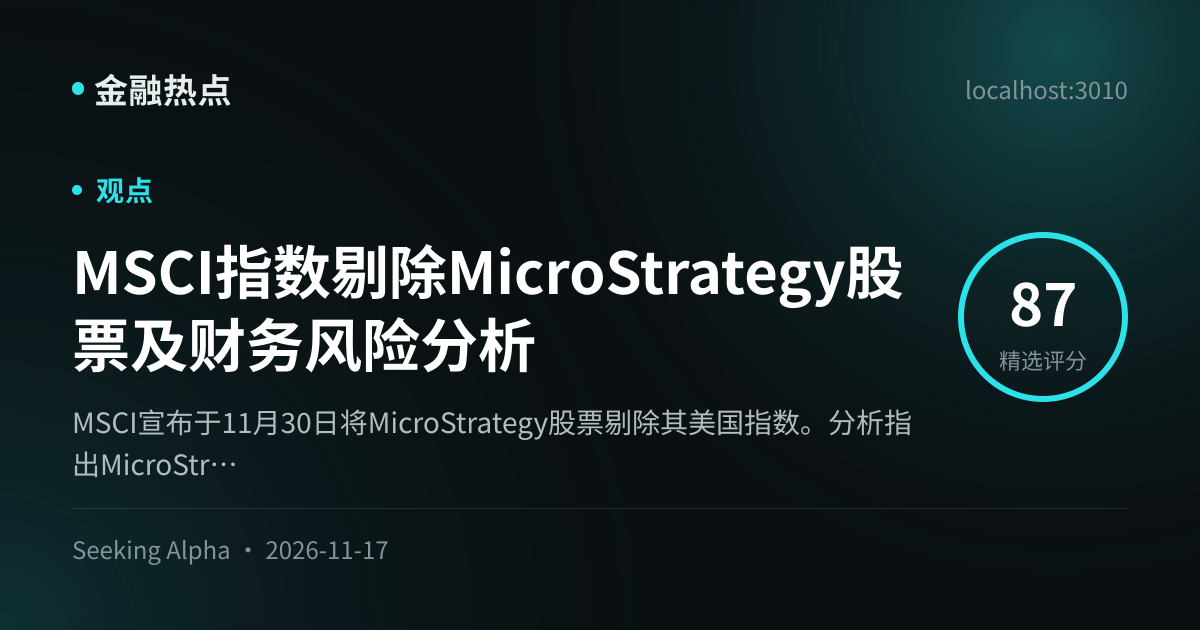 金融热点
localhost:3010
观点
MSCI指数剔除MicroStrategy股
票及财务风险分析
87
精选评分
MSCI宣布于11月30日将MicroStrategy股票剔除其美国指数。分析指
出MicroStr…
Seeking Alpha · 2026-11-17